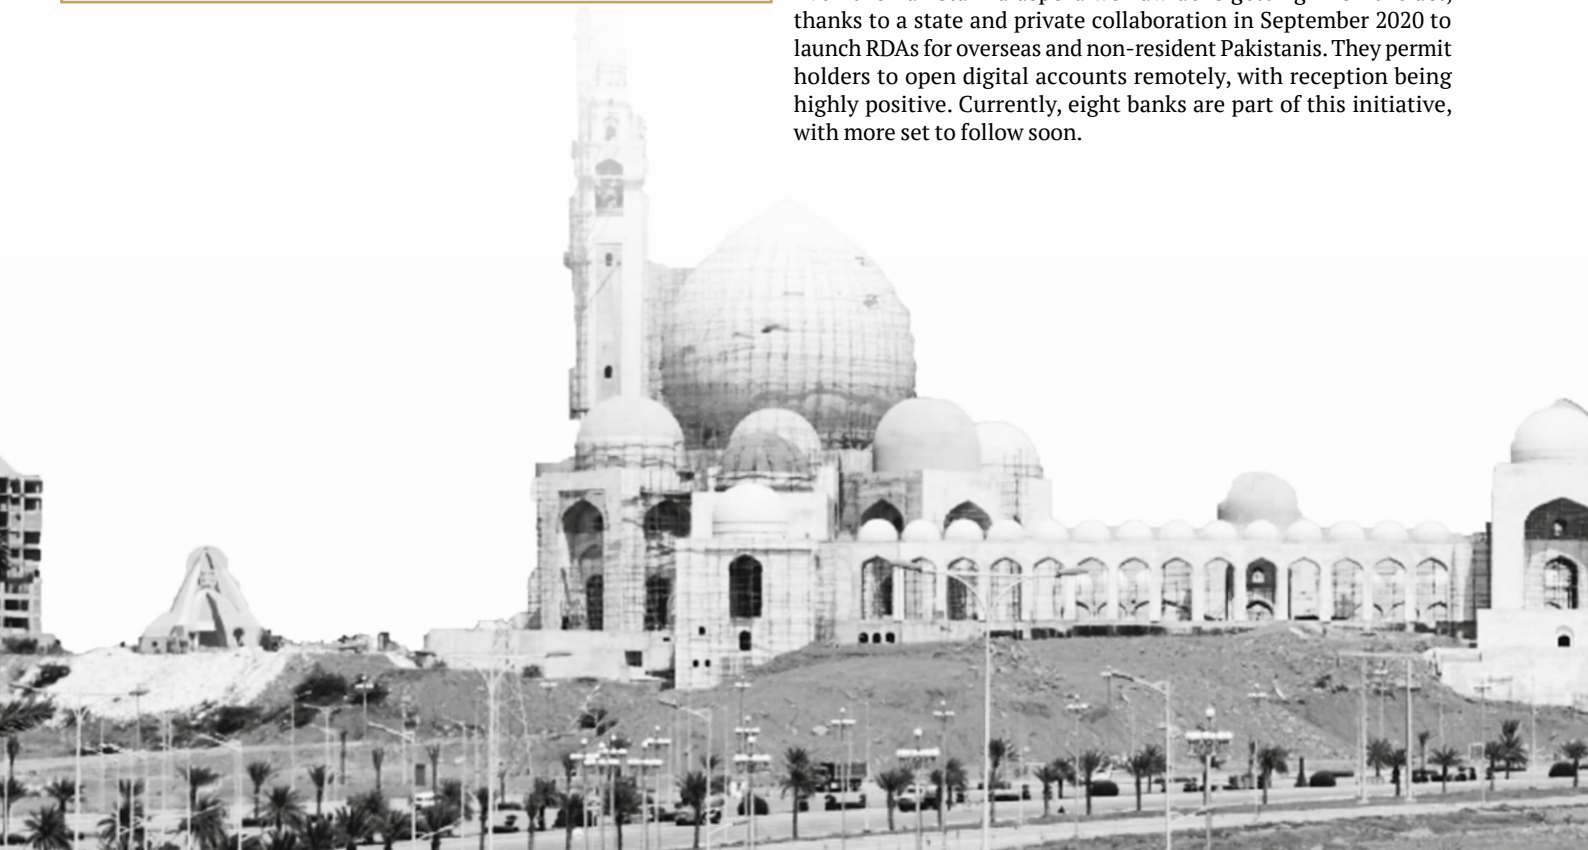 thanks to a state and private collaboration in September 2020 to
launch RDAs for overseas and non-resident Pakistanis. They permit
holders to open digital accounts remotely, with reception being
highly positive. Currently, eight banks are part of this initiative,
with more set to follow soon.